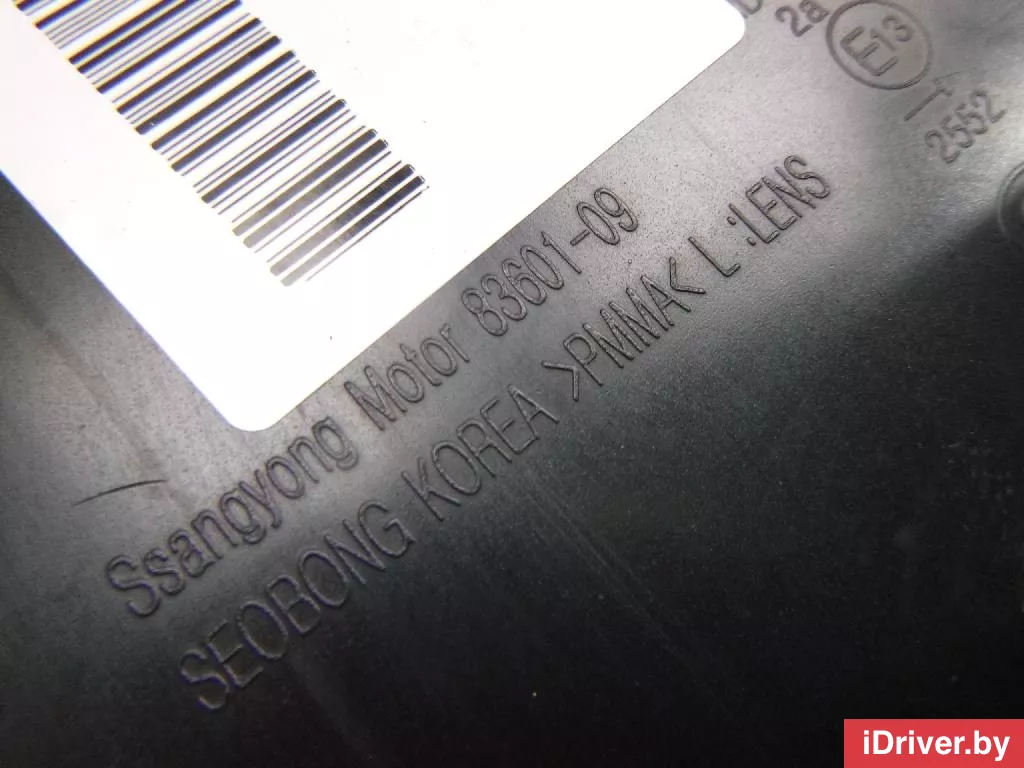 2a
E13
2552
Ssangyong Motor 83601-09
SEOBONG KOREA >PMMA< L :LENS
iDriver.by